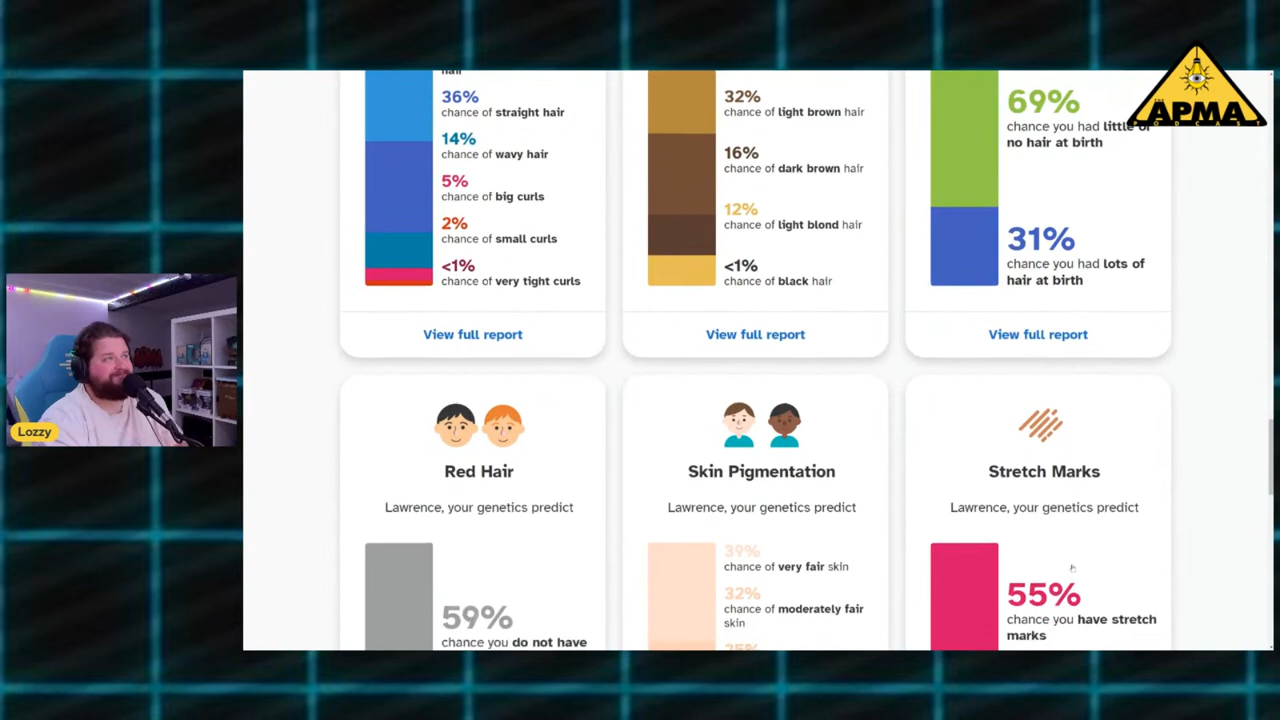 hair
36%
chance of straight hair
14%
chance of wavy hair
5%
chance of big curls
2%
chance of small curls
<1%
chance of very tight curls
View full report
32%
chance of light brown hair
16%
chance of dark brown hair
12%
chance of light blond hair
<1%
chance of black hair
View full report
69%
chance you had little or
no hair at birth
31%
chance you had lots of
hair at birth
View full report
THE
APMA
PODCAST
Lozzy
Red Hair
Lawrence, your genetics predict
59%
chance you do not have
Skin Pigmentation
Lawrence, your genetics predict
39%
chance of very fair skin
32%
chance of moderately fair
skin
25%
Stretch Marks
Lawrence, your genetics predict
55%
chance you have stretch
marks